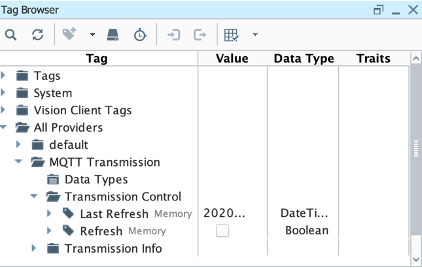 Tag Browser
Tag Value Data Type Traits
Tags
System
Vision Client Tags
All Providers
default
MQTT Transmission
Data Types
Transmission Control
Last Refresh Memory 2020... DateTi...
Refresh Memory Boolean
Transmission Info